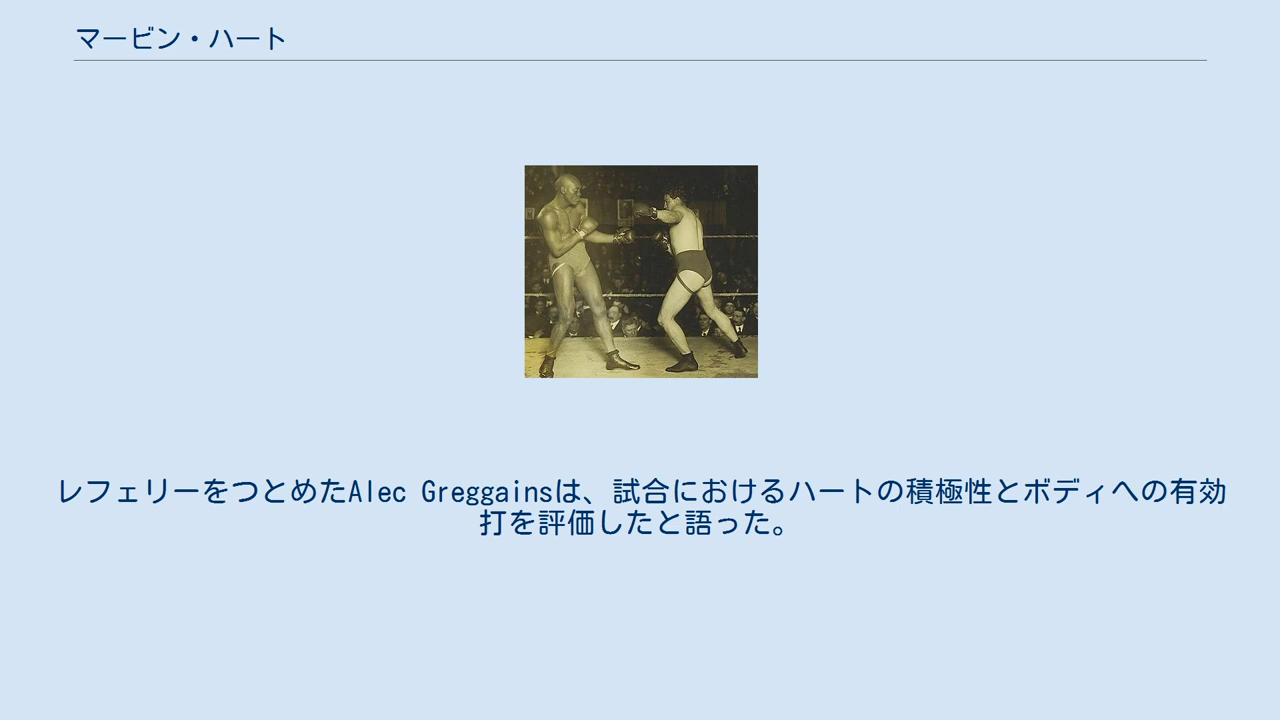 マービン・ハート
レフェリーをつとめたAlec Greggainsは、試合におけるハートの積極性とボディへの有効
打を評価したと語った。